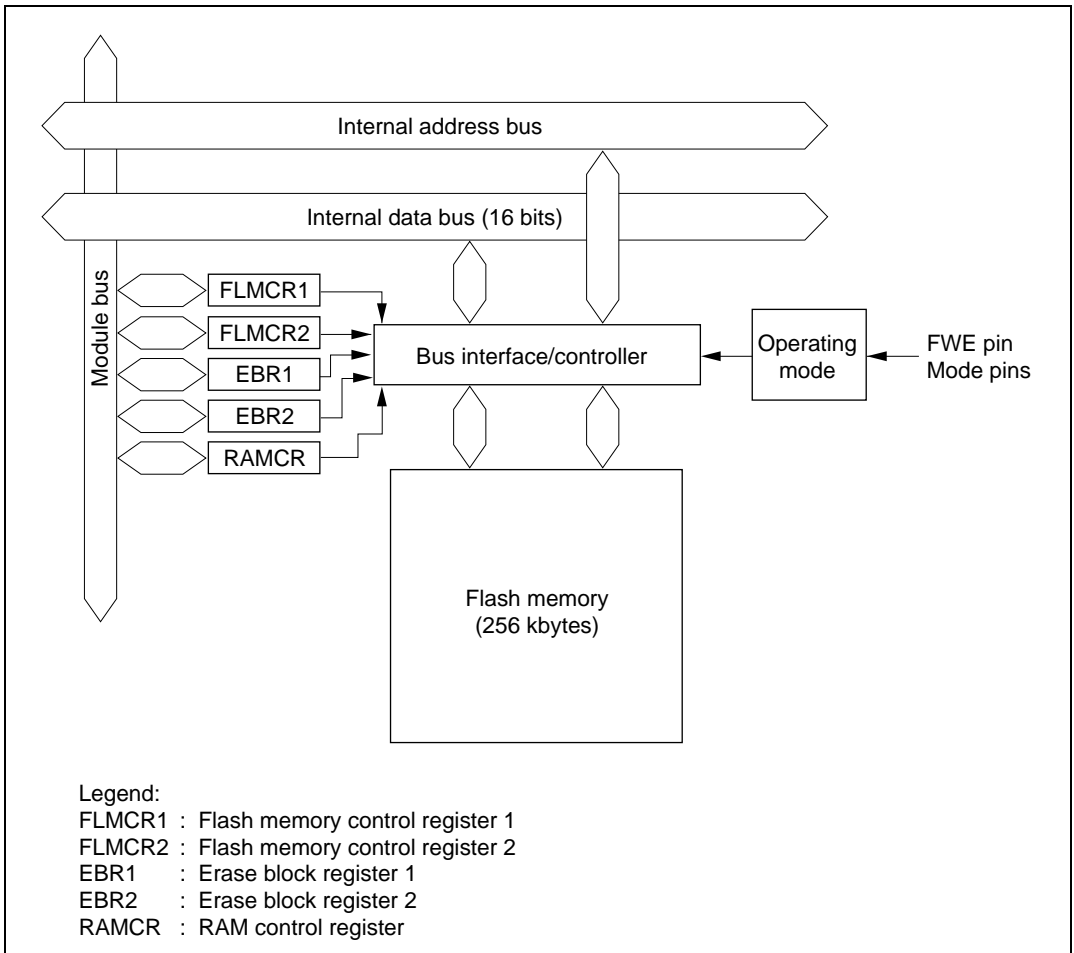 Internal address bus
Internal data bus (16 bits)
Module bus
FLMCR1
FLMCR2
EBR1
EBR2
RAMCR
Bus interface/controller
Operating
mode
FWE pin
Mode pins
Flash memory
(256 kbytes)
Legend:
FLMCR1 : Flash memory control register 1
FLMCR2 : Flash memory control register 2
EBR1 : Erase block register 1
EBR2 : Erase block register 2
RAMCR : RAM control register